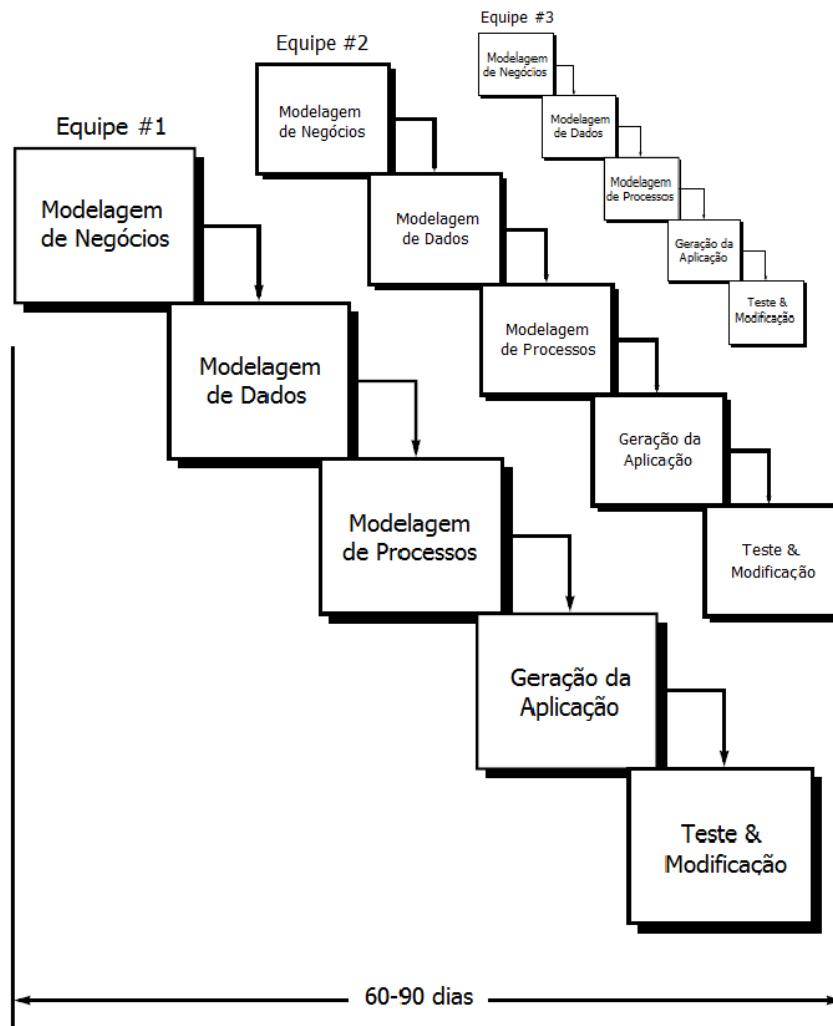 Equipe #1
Modelagem
de Negócios
Modelagem
de Dados
Modelagem
de Processos
Geração da
Aplicação
Teste &
Modificação
Equipe #2
Modelagem
de Negócios
Modelagem
de Dados
Modelagem
de Processos
Geração da
Aplicação
Teste &
Modificação
Equipe #3
Modelagem
de Negócios
Modelagem
de Dados
Modelagem
de Processos
Geração da
Aplicação
Teste &
Modificação
60-90 dias